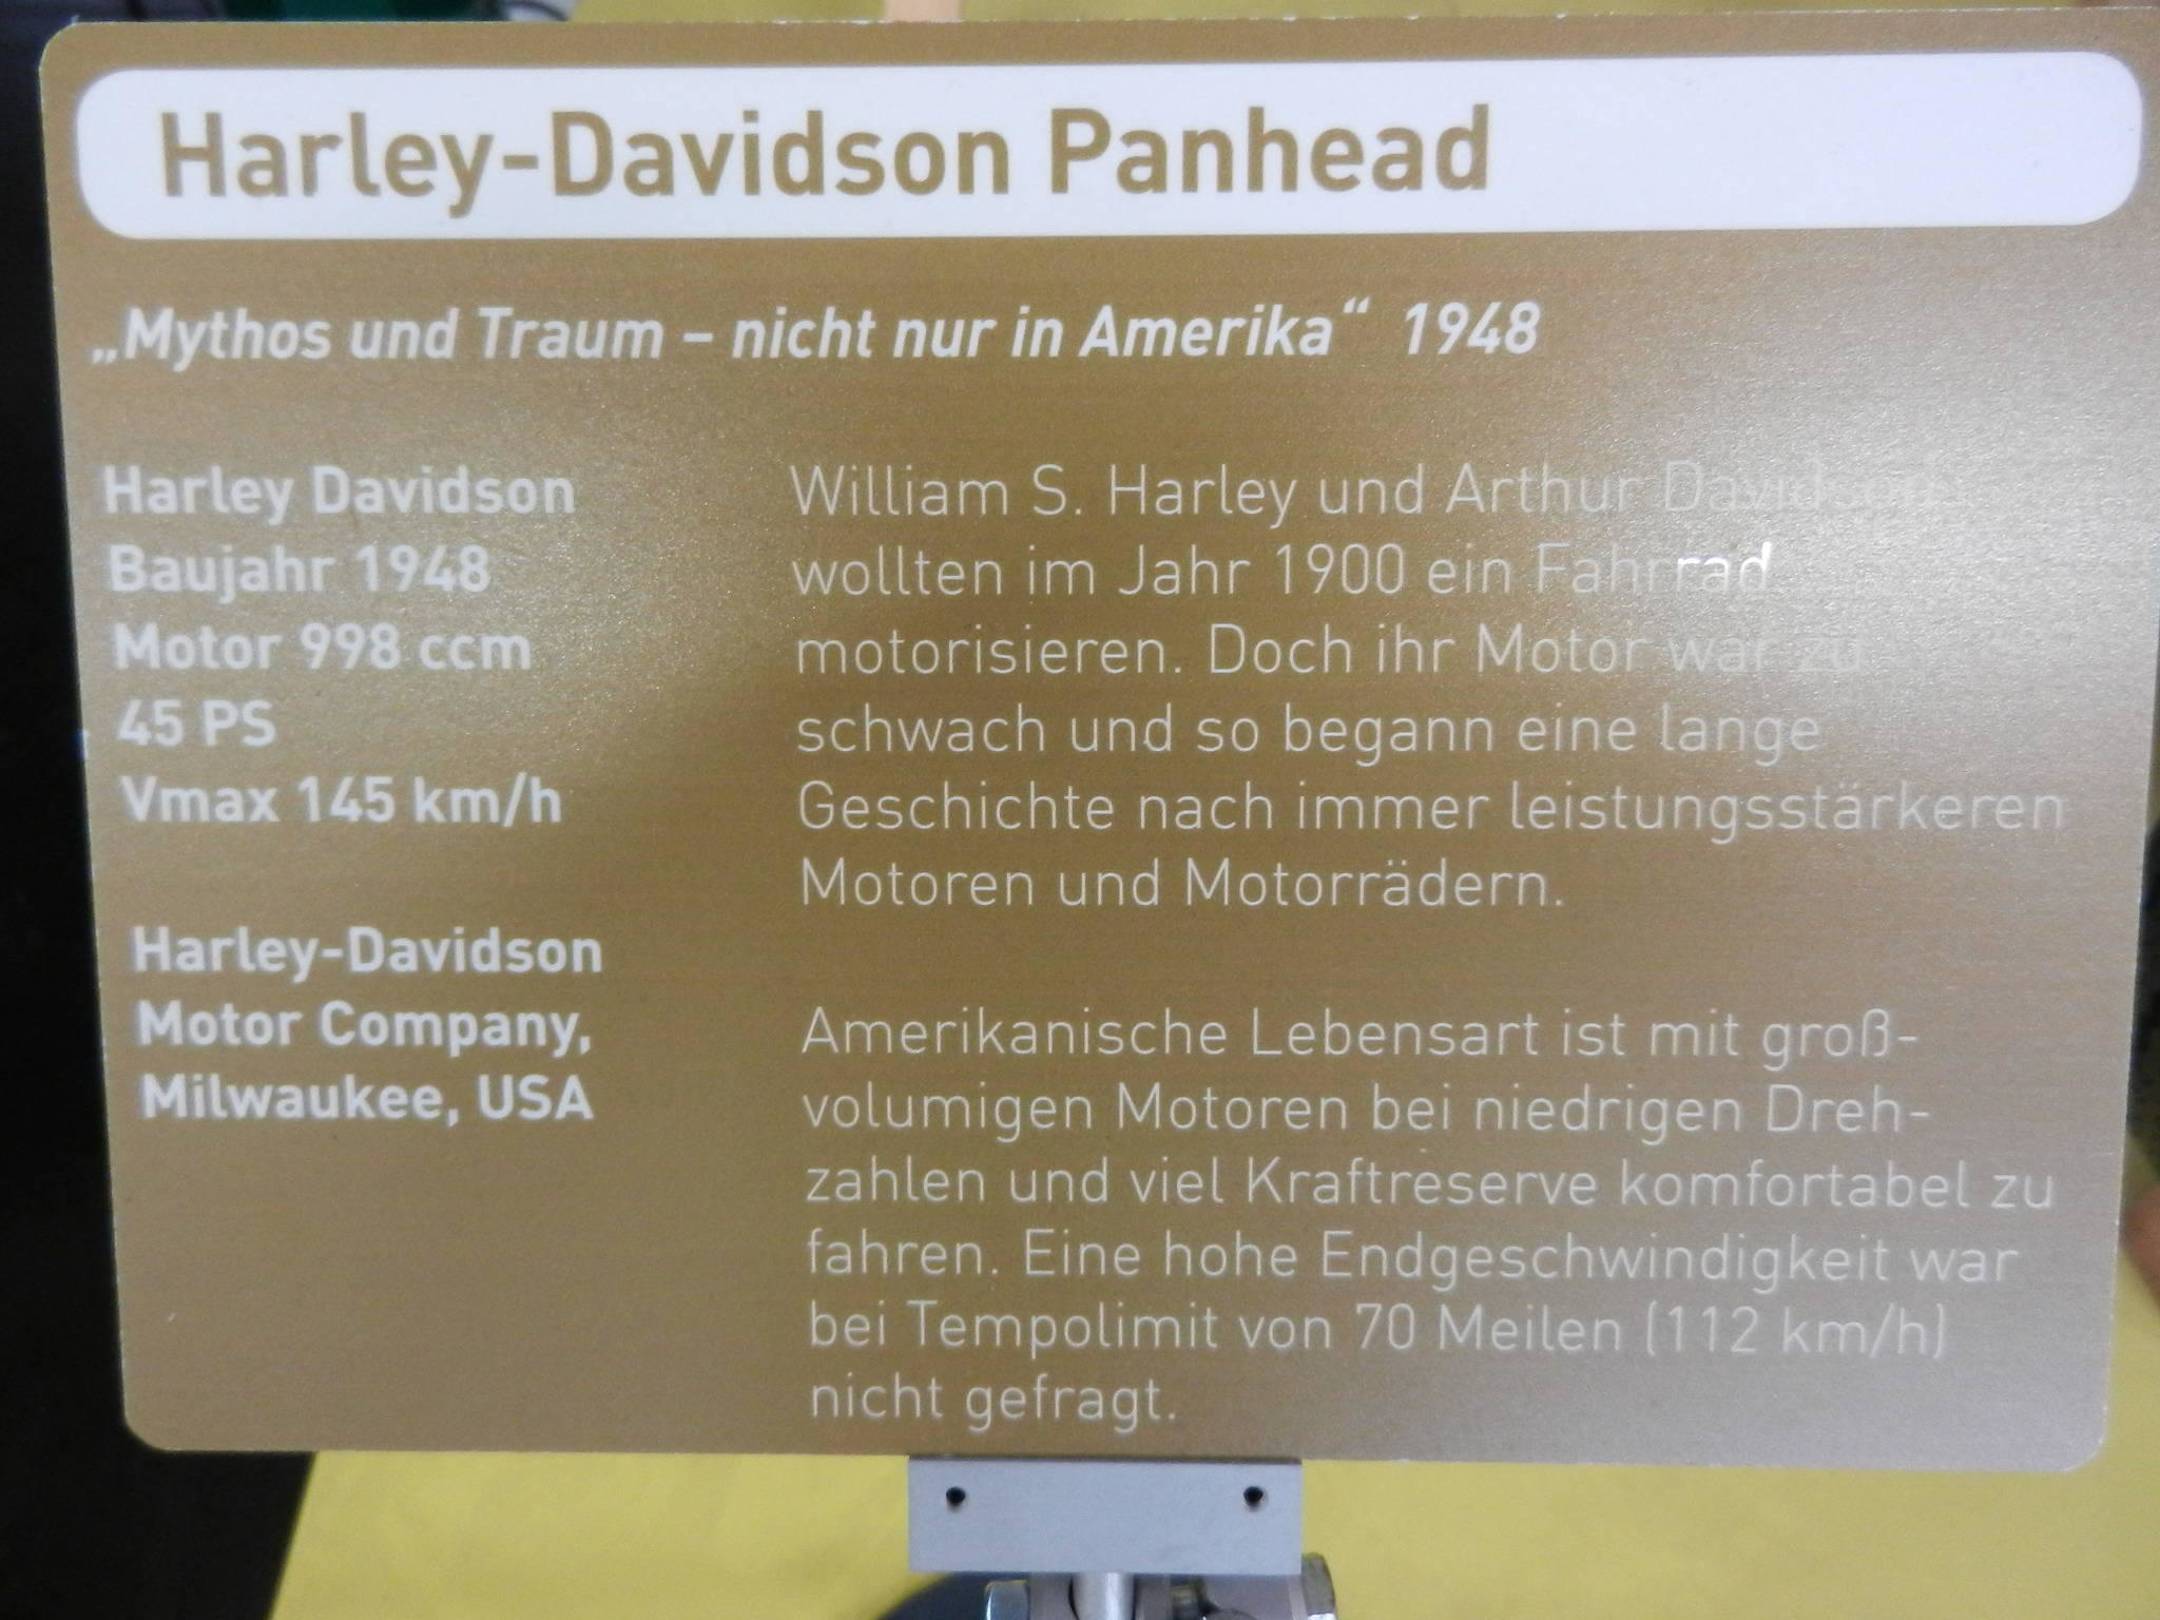 Harley-Davidson Panhead
„Mythos und Traum – nicht nur in Amerika“ 1948
Harley Davidson
Baujahr 1948
Motor 998 ccm
45 PS
Vmax 145 km/h
Harley-Davidson
Motor Company,
Milwaukee, USA
William S. Harley und Arthur Davidson
wollten im Jahr 1900 ein Fahrrad
motorisieren. Doch ihr Motor war zu
schwach und so begann eine lange
Geschichte nach immer leistungsstärkeren
Motoren und Motorrädern.
Amerikanische Lebensart ist mit groß-
volumigen Motoren bei niedrigen Dreh-
zahlen und viel Kraftreserve komfortabel zu
fahren. Eine hohe Endgeschwindigkeit war
bei Tempolimit von 70 Meilen (112 km/h)
nicht gefragt.